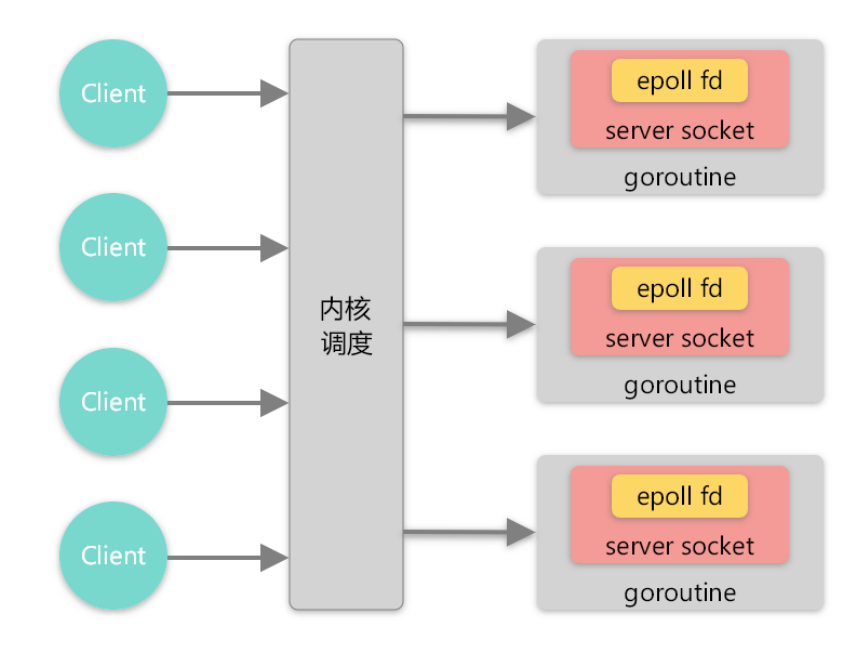 Client
Client
Client
Client
内核
调度
epoll fd
server socket
goroutine
epoll fd
server socket
goroutine
epoll fd
server socket
goroutine